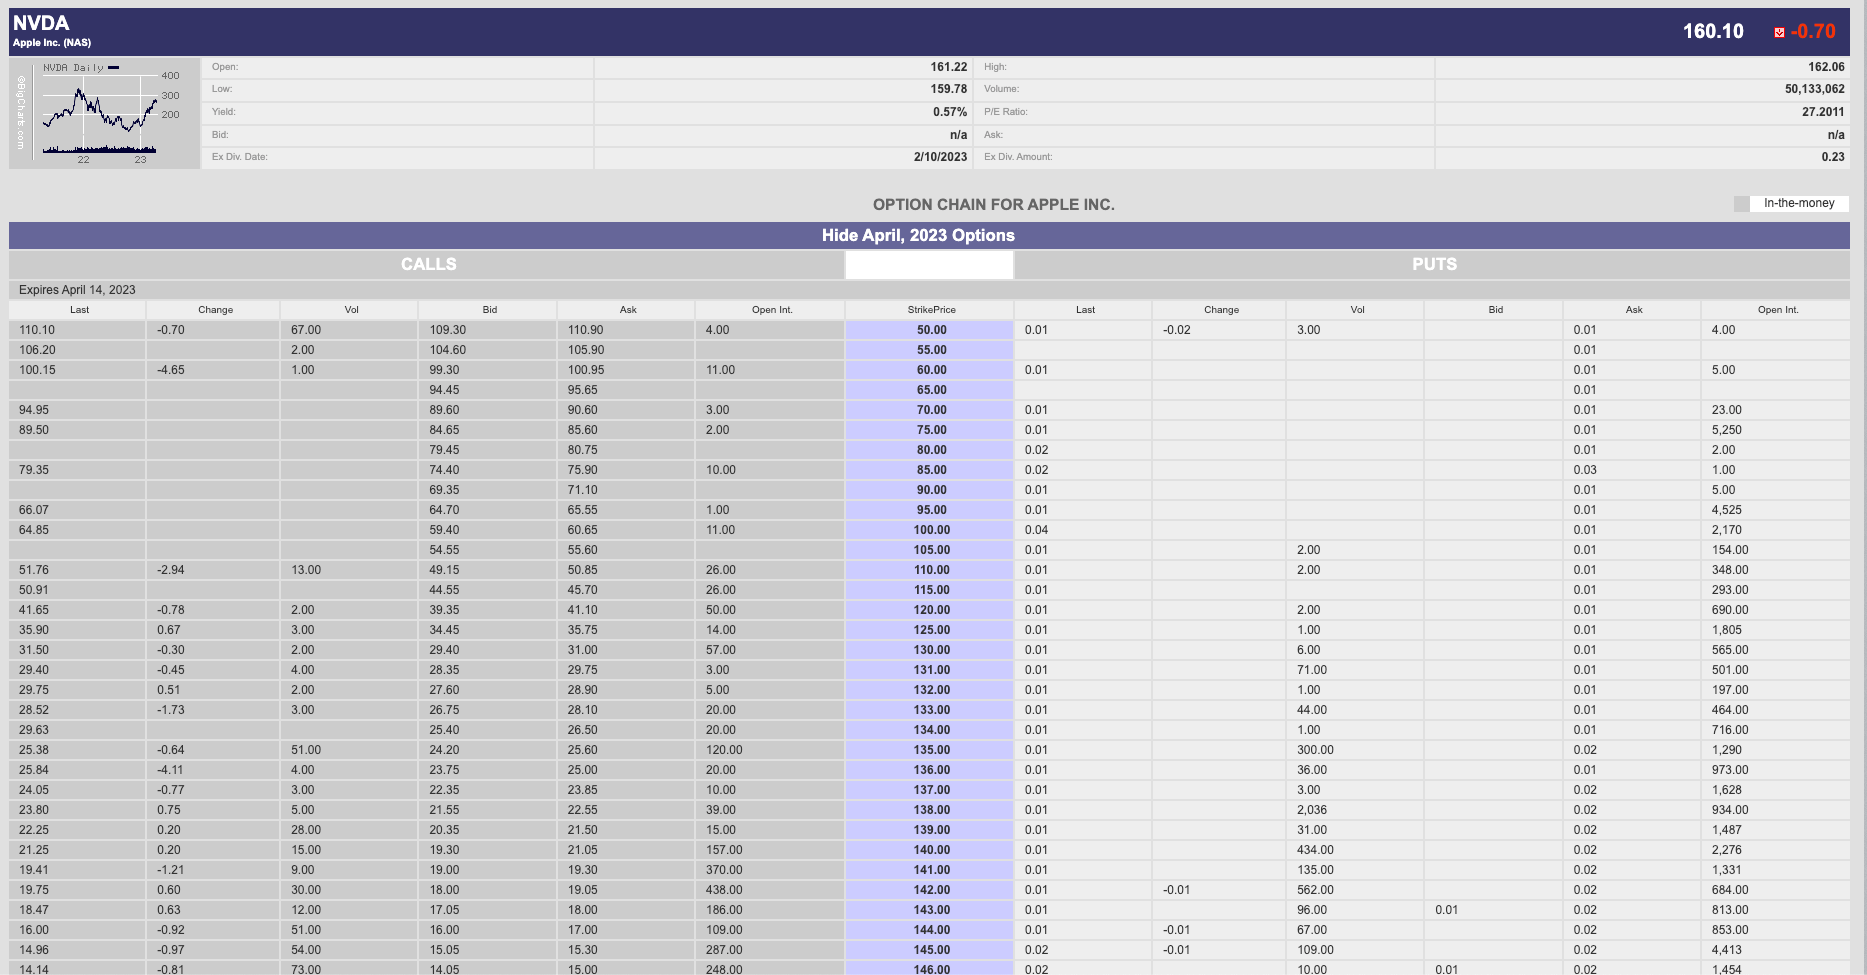 NVDA
Apple Inc. (NAS)
160.10 -0.70
NVDA Daily
400
300
200
22 23
@BigCharts.com
Open: 161.22 High: 162.06
Low: 159.78 Volume: 50,133,062
Yield: 0.57% P/E Ratio: 27.2011
Bid: n/a Ask: n/a
Ex Div. Date: 2/10/2023 Ex Div. Amount: 0.23
OPTION CHAIN FOR APPLE INC.
In-the-money
Hide April, 2023 Options
CALLS PUTS
Expires April 14, 2023
Last Change Vol Bid Ask Open Int. StrikePrice Last Change Vol Bid Ask Open Int.
110.10 -0.70 67.00 109.30 110.90 4.00 50.00 0.01 -0.02 3.00 0.01 4.00
106.20 2.00 104.60 105.90 55.00 0.01
100.15 -4.65 1.00 99.30 100.95 11.00 60.00 0.01 0.01 5.00
94.45 95.65 65.00 0.01
94.95 89.60 90.60 3.00 70.00 0.01 0.01 23.00
89.50 84.65 85.60 2.00 75.00 0.01 0.01 5,250
79.45 80.75 80.00 0.02 0.01 2.00
79.35 74.40 75.90 10.00 85.00 0.02 0.03 1.00
69.35 71.10 90.00 0.01 0.01 5.00
66.07 64.70 65.55 1.00 95.00 0.01 0.01 4,525
64.85 59.40 60.65 11.00 100.00 0.04 0.01 2,170
54.55 55.60 105.00 0.01 2.00 0.01 154.00
51.76 -2.94 13.00 49.15 50.85 26.00 110.00 0.01 2.00 0.01 348.00
50.91 44.55 45.70 26.00 115.00 0.01 0.01 293.00
41.65 -0.78 2.00 39.35 41.10 50.00 120.00 0.01 2.00 0.01 690.00
35.90 0.67 3.00 34.45 35.75 14.00 125.00 0.01 1.00 0.01 1,805
31.50 -0.30 2.00 29.40 31.00 57.00 130.00 0.01 6.00 0.01 565.00
29.40 -0.45 4.00 28.35 29.75 3.00 131.00 0.01 71.00 0.01 501.00
29.75 0.51 2.00 27.60 28.90 5.00 132.00 0.01 1.00 0.01 197.00
28.52 -1.73 3.00 26.75 28.10 20.00 133.00 0.01 44.00 0.01 464.00
29.63 25.40 26.50 20.00 134.00 0.01 1.00 0.01 716.00
25.38 -0.64 51.00 24.20 25.60 120.00 135.00 0.01 300.00 0.02 1,290
25.84 -4.11 4.00 23.75 25.00 20.00 136.00 0.01 36.00 0.01 973.00
24.05 -0.77 3.00 22.35 23.85 10.00 137.00 0.01 3.00 0.02 1,628
23.80 0.75 5.00 21.55 22.55 39.00 138.00 0.01 2,036 0.02 934.00
22.25 0.20 28.00 20.35 21.50 15.00 139.00 0.01 31.00 0.02 1,487
21.25 0.20 15.00 19.30 21.05 157.00 140.00 0.01 434.00 0.02 2,276
19.41 -1.21 9.00 19.00 19.30 370.00 141.00 0.01 135.00 0.02 1,331
19.75 0.60 30.00 18.00 19.05 438.00 142.00 0.01 -0.01 562.00 0.02 684.00
18.47 0.63 12.00 17.05 18.00 186.00 143.00 0.01 96.00 0.01 0.02 813.00
16.00 -0.92 51.00 16.00 17.00 109.00 144.00 0.01 -0.01 67.00 0.02 853.00
14.96 -0.97 54.00 15.05 15.30 287.00 145.00 0.02 -0.01 109.00 0.02 4,413
14.14 -0.81 73.00 14.05 15.00 248.00 146.00 0.02 10.00 0.01 0.02 1,454